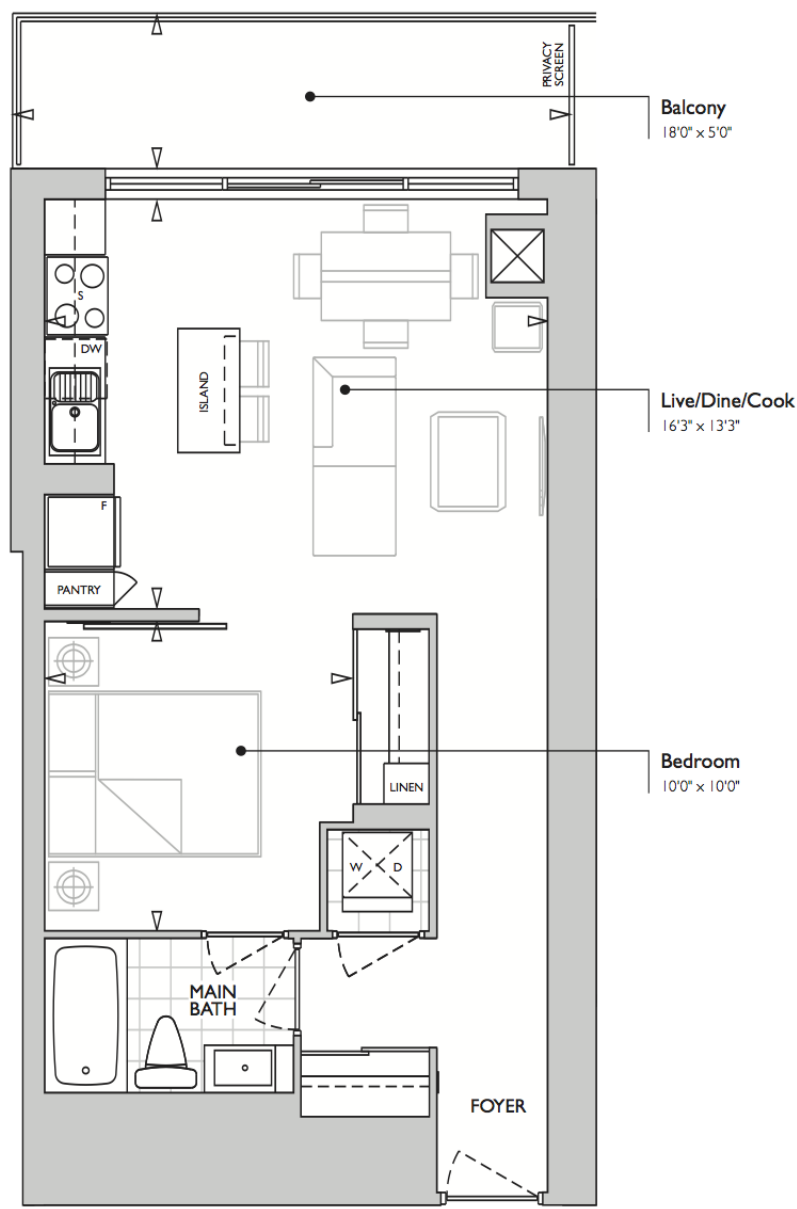 PRIVACY
SCREEN
Balcony
18'0" x 5'0"
S
DW
ISLAND
Live/Dine/Cook
16'3" x 13'3"
F
PANTRY
Bedroom
10'0" x 10'0"
LINEN
W D
MAIN
BATH
FOYER